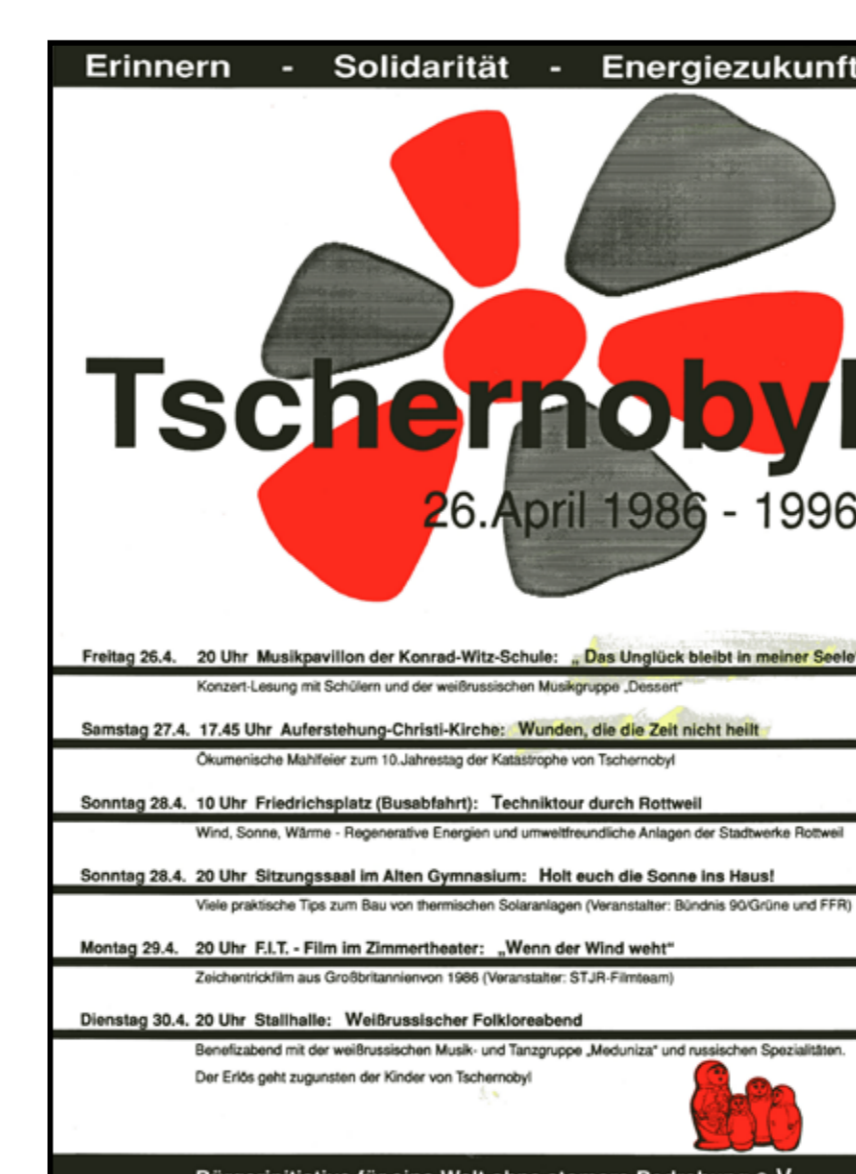 Erinnern - Solidarität - Energiezukunft
Tschernobyl
26.April 1986 - 1996
Freitag 26.4. 20 Uhr Musikpavillon der Konrad-Witz-Schule: „ Das Unglück bleibt in meiner Seele“
Konzert-Lesung mit Schülern und der weißrussischen Musikgruppe „Dessert“
Samstag 27.4. 17.45 Uhr Auferstehung-Christi-Kirche: Wunden, die die Zeit nicht heilt
Ökumenische Mahlfeier zum 10.Jahrestag der Katastrophe von Tschernobyl
Sonntag 28.4. 10 Uhr Friedrichsplatz (Busabfahrt): Techniktour durch Rottweil
Wind, Sonne, Wärme - Regenerative Energien und umweltfreundliche Anlagen der Stadtwerke Rottweil
Sonntag 28.4. 20 Uhr Sitzungssaal im Alten Gymnasium: Holt euch die Sonne ins Haus!
Viele praktische Tips zum Bau von thermischen Solaranlagen (Veranstalter: Bündnis 90/Grüne und FFR)
Montag 29.4. 20 Uhr F.I.T. - Film im Zimmertheater: „Wenn der Wind weht“
Zeichentrickfilm aus Großbritannienvon 1986 (Veranstalter: STJR-Filmteam)
Dienstag 30.4. 20 Uhr Stallhalle: Weißrussischer Folkloreabend
Benefizabend mit der weißrussischen Musik- und Tanzgruppe „Meduniza“ und russischen Spezialitäten.
Der Erlös geht zugunsten der Kinder von Tschernobyl
Bürgerinitiative für eine Welt ohne atomare Bedrohung e.V.